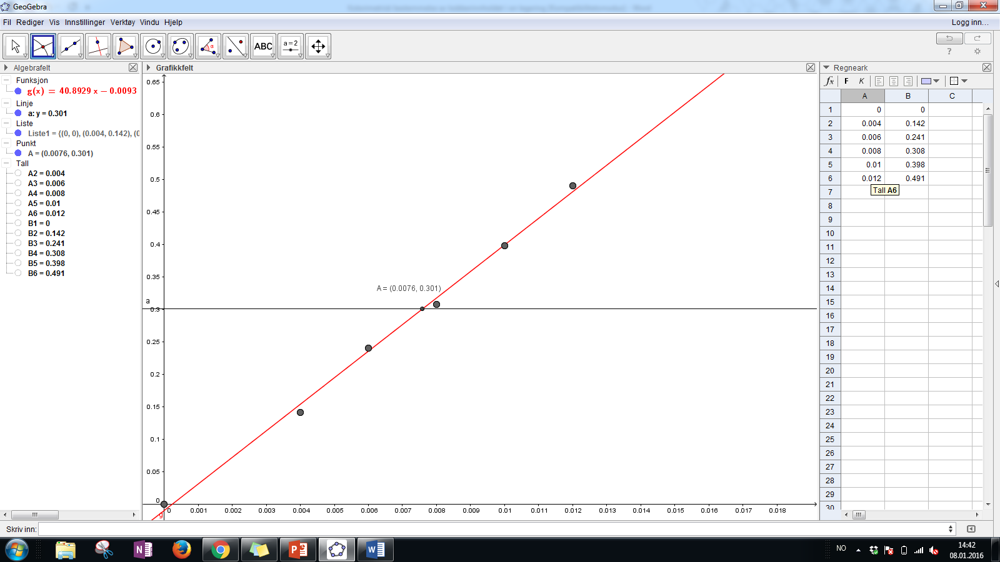 GeoGebra
Fil Rediger Vis Innstillinger Verktøy Vindu Hjelp
Logg inn...
ABC
a=2
α
?
Algebrafelt
Funksjon
g(x) = 40.8929 x − 0.0093
Linje
a: y = 0.301
Liste
Liste1 = {(0, 0), (0.004, 0.142), (0
Punkt
A = (0.0076, 0.301)
Tall
A2 = 0.004
A3 = 0.006
A4 = 0.008
A5 = 0.01
A6 = 0.012
B1 = 0
B2 = 0.142
B3 = 0.241
B4 = 0.308
B5 = 0.398
B6 = 0.491
Grafikkfelt
0.65
0.6
0.55
0.5
0.45
0.4
0.35
A = (0.0076, 0.301)
a
0.3
0.25
0.2
0.15
0.1
0.05
0
g
0 0.001 0.002 0.003 0.004 0.005 0.006 0.007 0.008 0.009 0.01 0.011 0.012 0.013 0.014 0.015 0.016 0.017 0.018
Regneark
fx F K
A B C
1 0 0
2 0.004 0.142
3 0.006 0.241
4 0.008 0.308
5 0.01 0.398
6 0.012 0.491
Tall A6
7
8
9
10
11
12
13
14
15
16
17
18
19
20
21
22
23
24
25
26
27
28
29
30
Skriv inn:
NO
14:42
08.01.2016